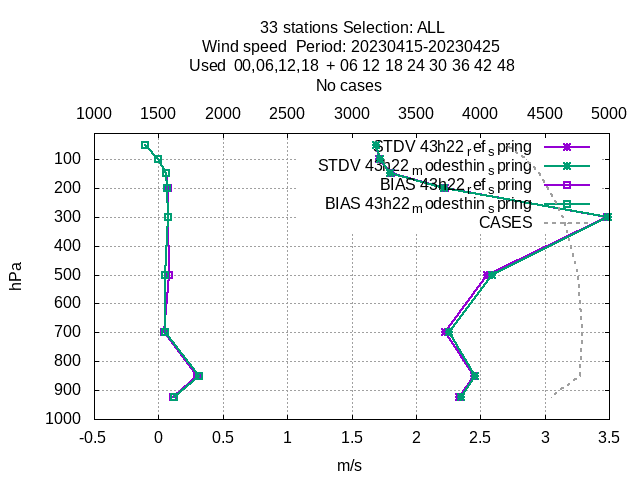 33 stations Selection: ALL
Wind speed  Period: 20230415-20230425
Used  00,06,12,18  + 06 12 18 24 30 36 42 48
No cases
1000 1500 2000 2500 3000 3500 4000 4500 5000
STDV 43h22_ref_spring
STDV 43h22_modesthin_spring
BIAS 43h22_ref_spring
BIAS 43h22_modesthin_spring
CASES
hPa
100
200
300
400
500
600
700
800
900
1000
-0.5 0 0.5 1 1.5 2 2.5 3 3.5
m/s